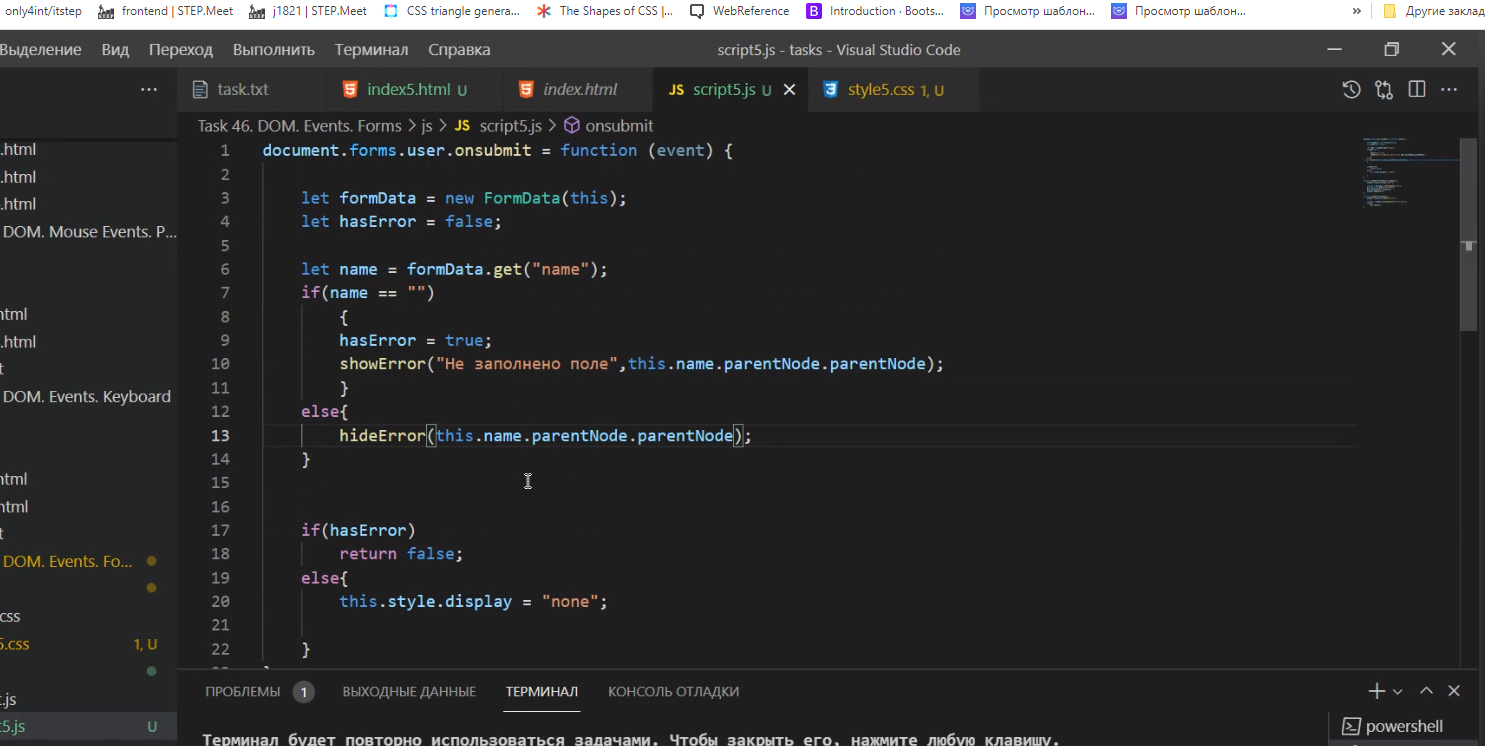 only4int/itstep frontend | STEP.Meet j1821 | STEP.Meet CSS triangle genera... The Shapes of CSS |... WebReference B Introduction · Boots... Просмотр шаблон... Просмотр шаблон... » Другие заклад
Выделение Вид Переход Выполнить Терминал Справка script5.js - tasks - Visual Studio Code
... task.txt index5.html U index.html JS script5.js U style5.css 1, U ...
Task 46. DOM. Events. Forms > js > JS script5.js > onsubmit
.html
.html
.html
DOM. Mouse Events. P...
html
.html
t
DOM. Events. Keyboard
html
html
t
DOM. Events. Fo...
css
5.css 1, U
t.js
t5.js U
1 document.forms.user.onsubmit = function (event) {
2
3 let formData = new FormData(this);
4 let hasError = false;
5
6 let name = formData.get("name");
7 if(name == "")
8 {
9 hasError = true;
10 showError("Не заполнено поле",this.name.parentNode.parentNode);
11 }
12 else{
13 hideError(this.name.parentNode.parentNode);
14 }
15
16
17 if(hasError)
18 return false;
19 else{
20 this.style.display = "none";
21
22 }
ПРОБЛЕМЫ 1 ВЫХОДНЫЕ ДАННЫЕ ТЕРМИНАЛ КОНСОЛЬ ОТЛАДКИ
powershell
Терминал будет повторно использоваться задачами. Чтобы закрыть его, нажмите любую клавишу.